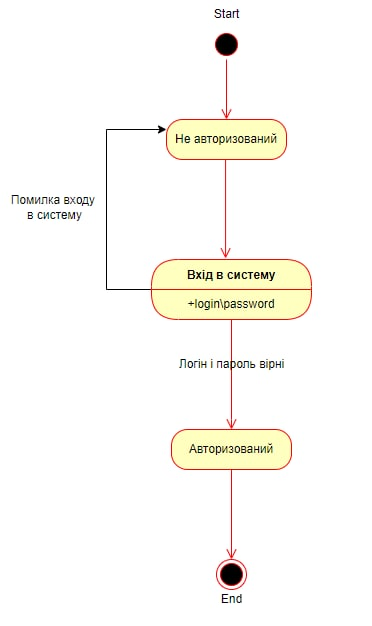 Start
Не авторизований
Помилка входу
в систему
Вхід в систему
+login\password
Логін і пароль вірні
Авторизований
End